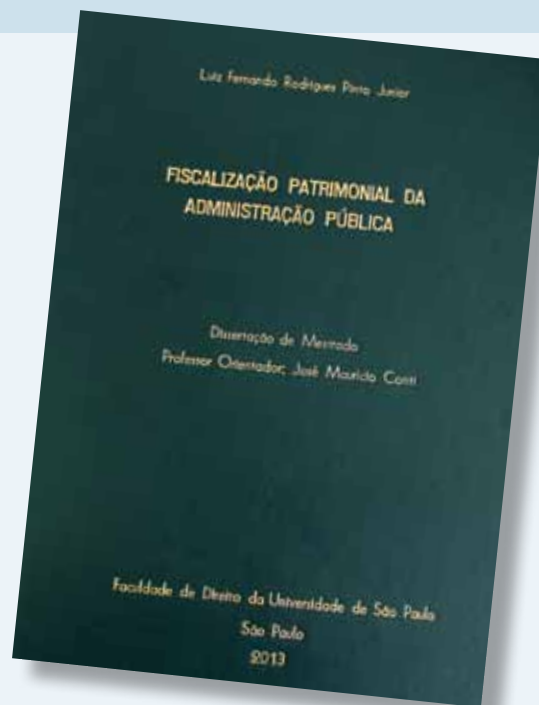 Luiz Fernando Rodrigues Pinto Junior
FISCALIZAÇÃO PATRIMONIAL DA
ADMINISTRAÇÃO PÚBLICA
Dissertação de Mestrado
Professor Orientador: José Mauricio Conti
Faculdade de Direito da Universidade de São Paulo
São Paulo
2013